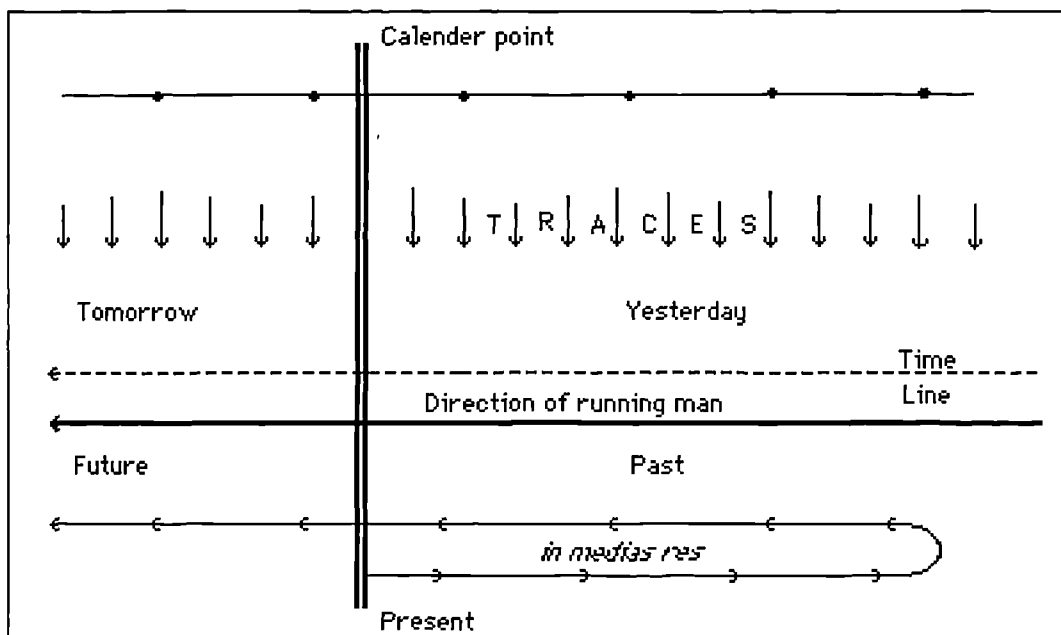 Calender point
T R A C E S
Tomorrow
Yesterday
Time
Line
Direction of running man
Future
Past
in medias res
Present